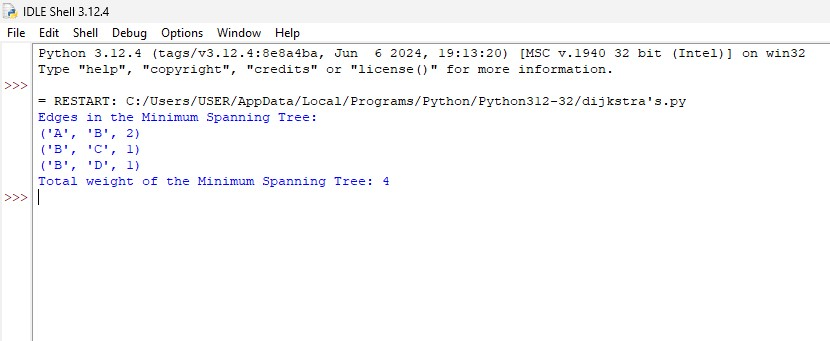 IDLE Shell 3.12.4
File Edit Shell Debug Options Window Help
Python 3.12.4 (tags/v3.12.4:8e8a4ba, Jun  6 2024, 19:13:20) [MSC v.1940 32 bit (Intel)] on win32
Type "help", "copyright", "credits" or "license()" for more information.
>>>
= RESTART: C:/Users/USER/AppData/Local/Programs/Python/Python312-32/dijkstra's.py
Edges in the Minimum Spanning Tree:
('A', 'B', 2)
('B', 'C', 1)
('B', 'D', 1)
Total weight of the Minimum Spanning Tree: 4
>>>